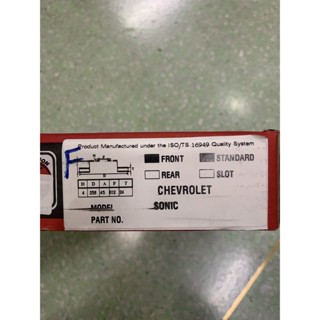 Product Manufactured under the ISO/TS 16949 Quality System
F
FRONT STANDARD
REAR SLOT
H D A F T
CHEVROLET
MODEL SONIC
PART NO.